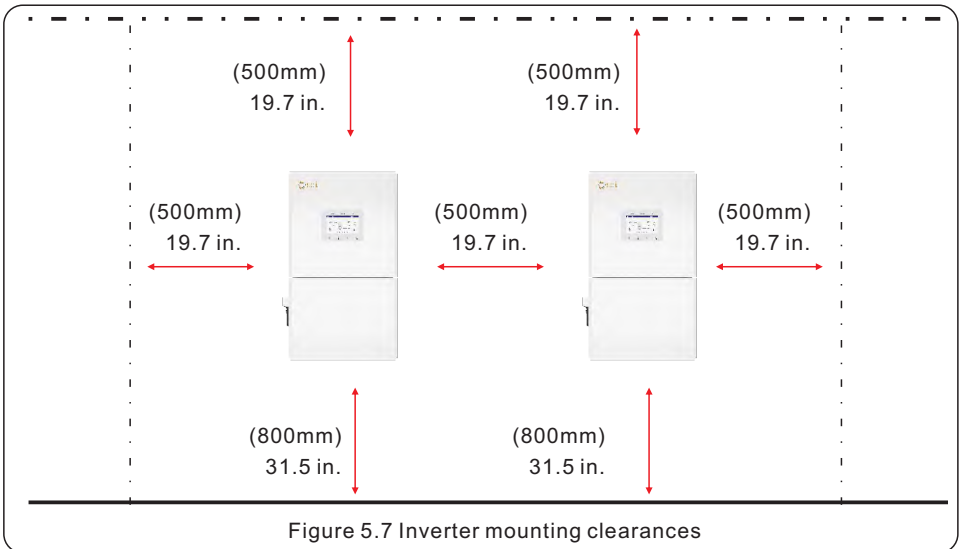 (500mm)
19.7 in.
(500mm)
19.7 in.
(500mm)
19.7 in.
(500mm)
19.7 in.
(500mm)
19.7 in.
(800mm)
31.5 in.
(800mm)
31.5 in.
Figure 5.7 Inverter mounting clearances